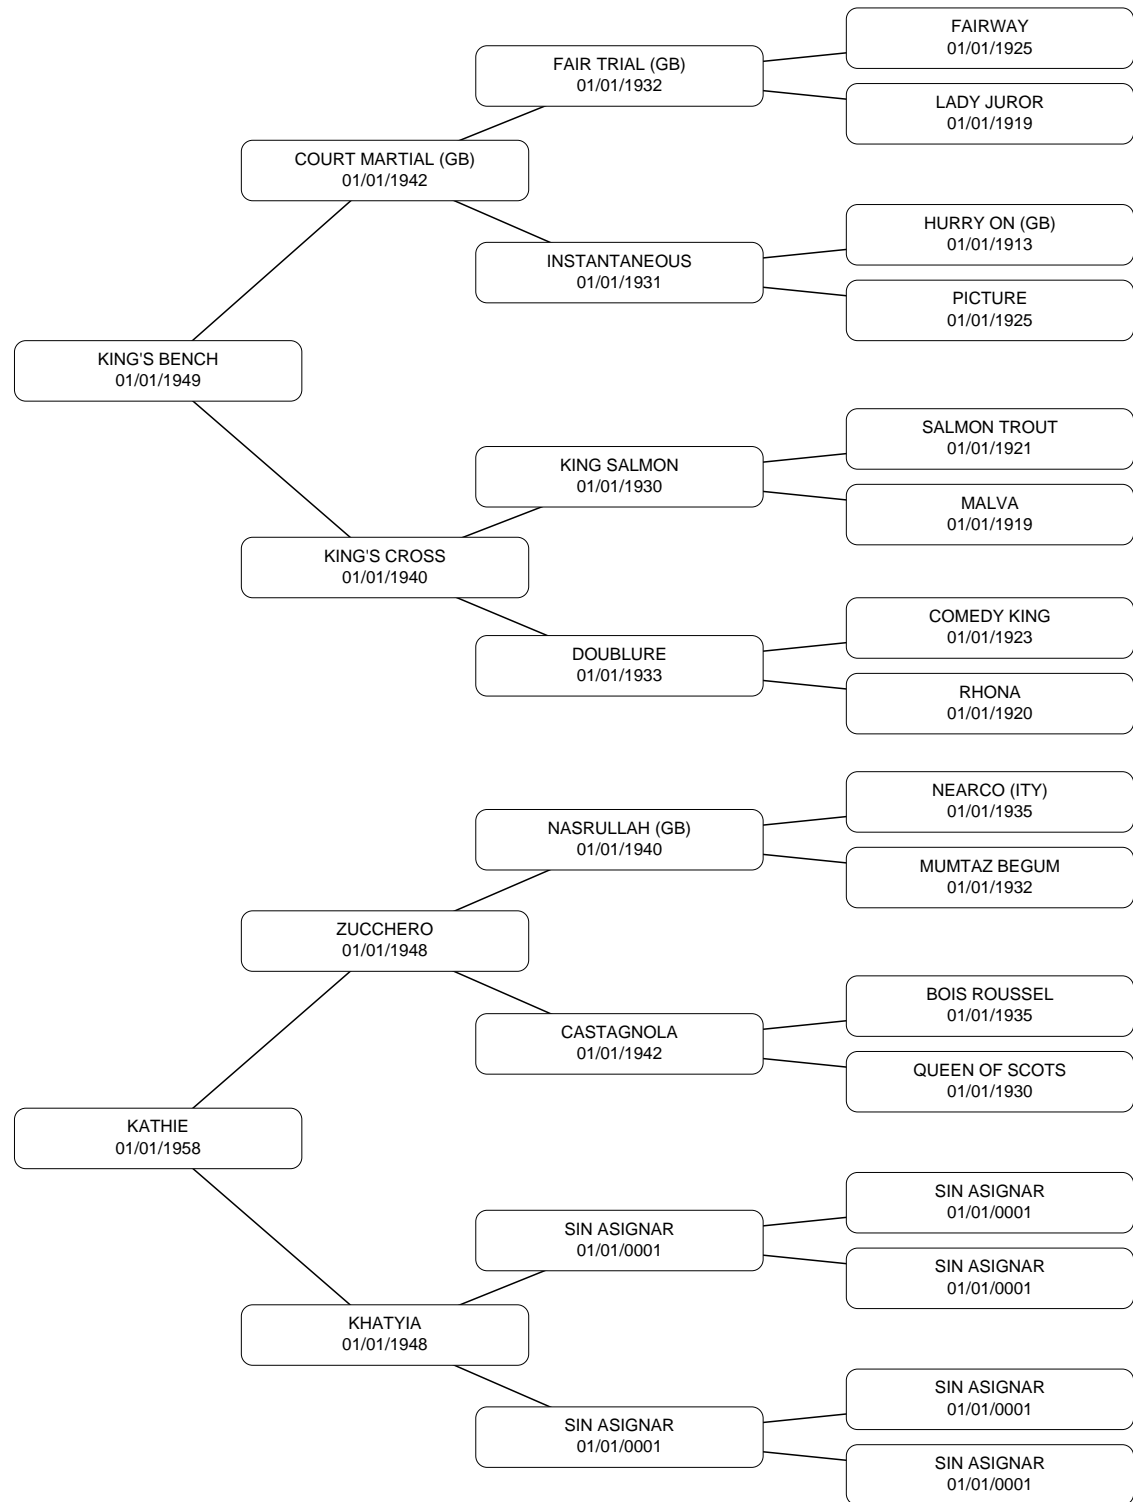 FAIRWAY
01/01/1925
FAIR TRIAL (GB)
01/01/1932
LADY JUROR
01/01/1919
COURT MARTIAL (GB)
01/01/1942
HURRY ON (GB)
01/01/1913
INSTANTANEOUS
01/01/1931
PICTURE
01/01/1925
KING'S BENCH
01/01/1949
SALMON TROUT
01/01/1921
KING SALMON
01/01/1930
MALVA
01/01/1919
KING'S CROSS
01/01/1940
COMEDY KING
01/01/1923
DOUBLURE
01/01/1933
RHONA
01/01/1920
NEARCO (ITY)
01/01/1935
NASRULLAH (GB)
01/01/1940
MUMTAZ BEGUM
01/01/1932
ZUCCHERO
01/01/1948
BOIS ROUSSEL
01/01/1935
CASTAGNOLA
01/01/1942
QUEEN OF SCOTS
01/01/1930
KATHIE
01/01/1958
SIN ASIGNAR
01/01/0001
SIN ASIGNAR
01/01/0001
SIN ASIGNAR
01/01/0001
KHATYIA
01/01/1948
SIN ASIGNAR
01/01/0001
SIN ASIGNAR
01/01/0001
SIN ASIGNAR
01/01/0001